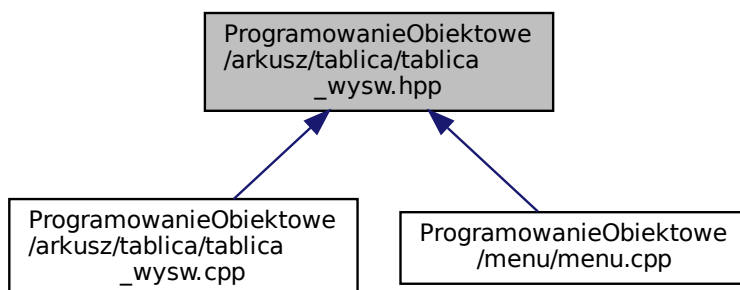 ProgramowanieObiektowe
/arkusz/tablica/tablica
_wysw.hpp
ProgramowanieObiektowe
/arkusz/tablica/tablica
_wysw.cpp
ProgramowanieObiektowe
/menu/menu.cpp